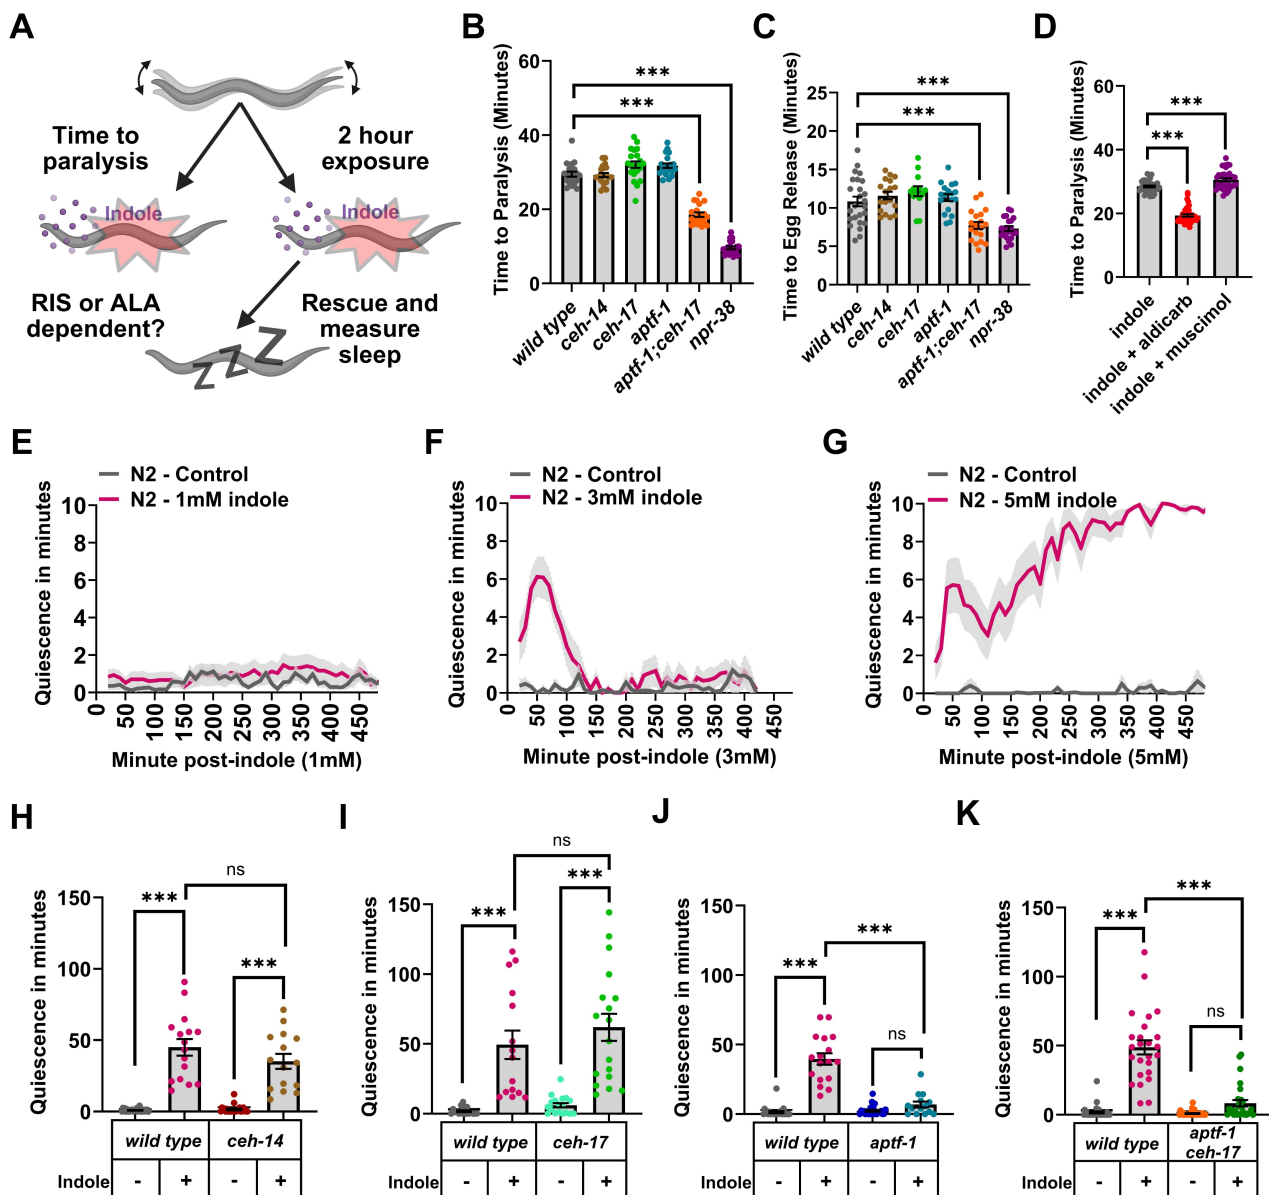 A
Time to
paralysis
2 hour
exposure
Indole
Indole
RIS or ALA
dependent?
Rescue and
measure
sleep
Z Z Z
B
Time to Paralysis (Minutes)
60
40
20
0
***
***
wild type
ceh-14
ceh-17
aptf-1
aptf-1;ceh-17
npr-38
C
Time to Egg Release (Minutes)
25
20
15
10
5
0
***
***
wild type
ceh-14
ceh-17
aptf-1
aptf-1;ceh-17
npr-38
D
Time to Paralysis (Minutes)
60
40
20
0
***
***
indole
indole + aldicarb
indole + muscimol
E
N2 - Control
N2 - 1mM indole
Quiescence in minutes
10
8
6
4
2
0
0 50 100 150 200 250 300 350 400 450
Minute post-indole (1mM)
F
N2 - Control
N2 - 3mM indole
Quiescence in minutes
10
8
6
4
2
0
0 50 100 150 200 250 300 350 400 450
Minute post-indole (3mM)
G
N2 - Control
N2 - 5mM indole
Quiescence in minutes
10
8
6
4
2
0
0 50 100 150 200 250 300 350 400 450
Minute post-indole (5mM)
H
Quiescence in minutes
150
100
50
0
ns
***
***
wild type ceh-14
Indole - + - +
I
Quiescence in minutes
150
100
50
0
ns
***
***
wild type ceh-17
Indole - + - +
J
Quiescence in minutes
150
100
50
0
***
***
ns
wild type aptf-1
Indole - + - +
K
Quiescence in minutes
150
100
50
0
***
***
ns
wild type aptf-1
ceh-17
Indole - + - +